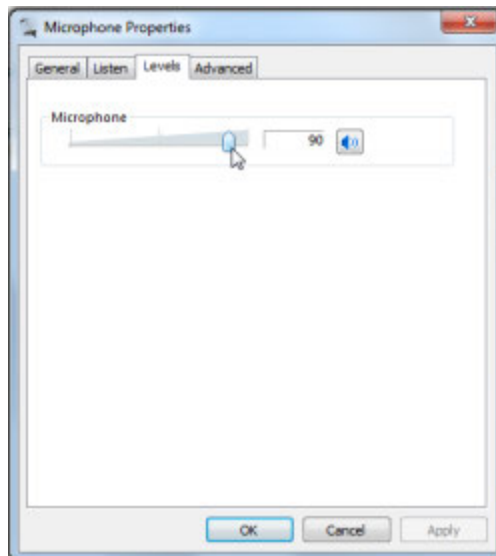 Microphone Properties
General Listen Levels Advanced
Microphone
90
OK Cancel Apply